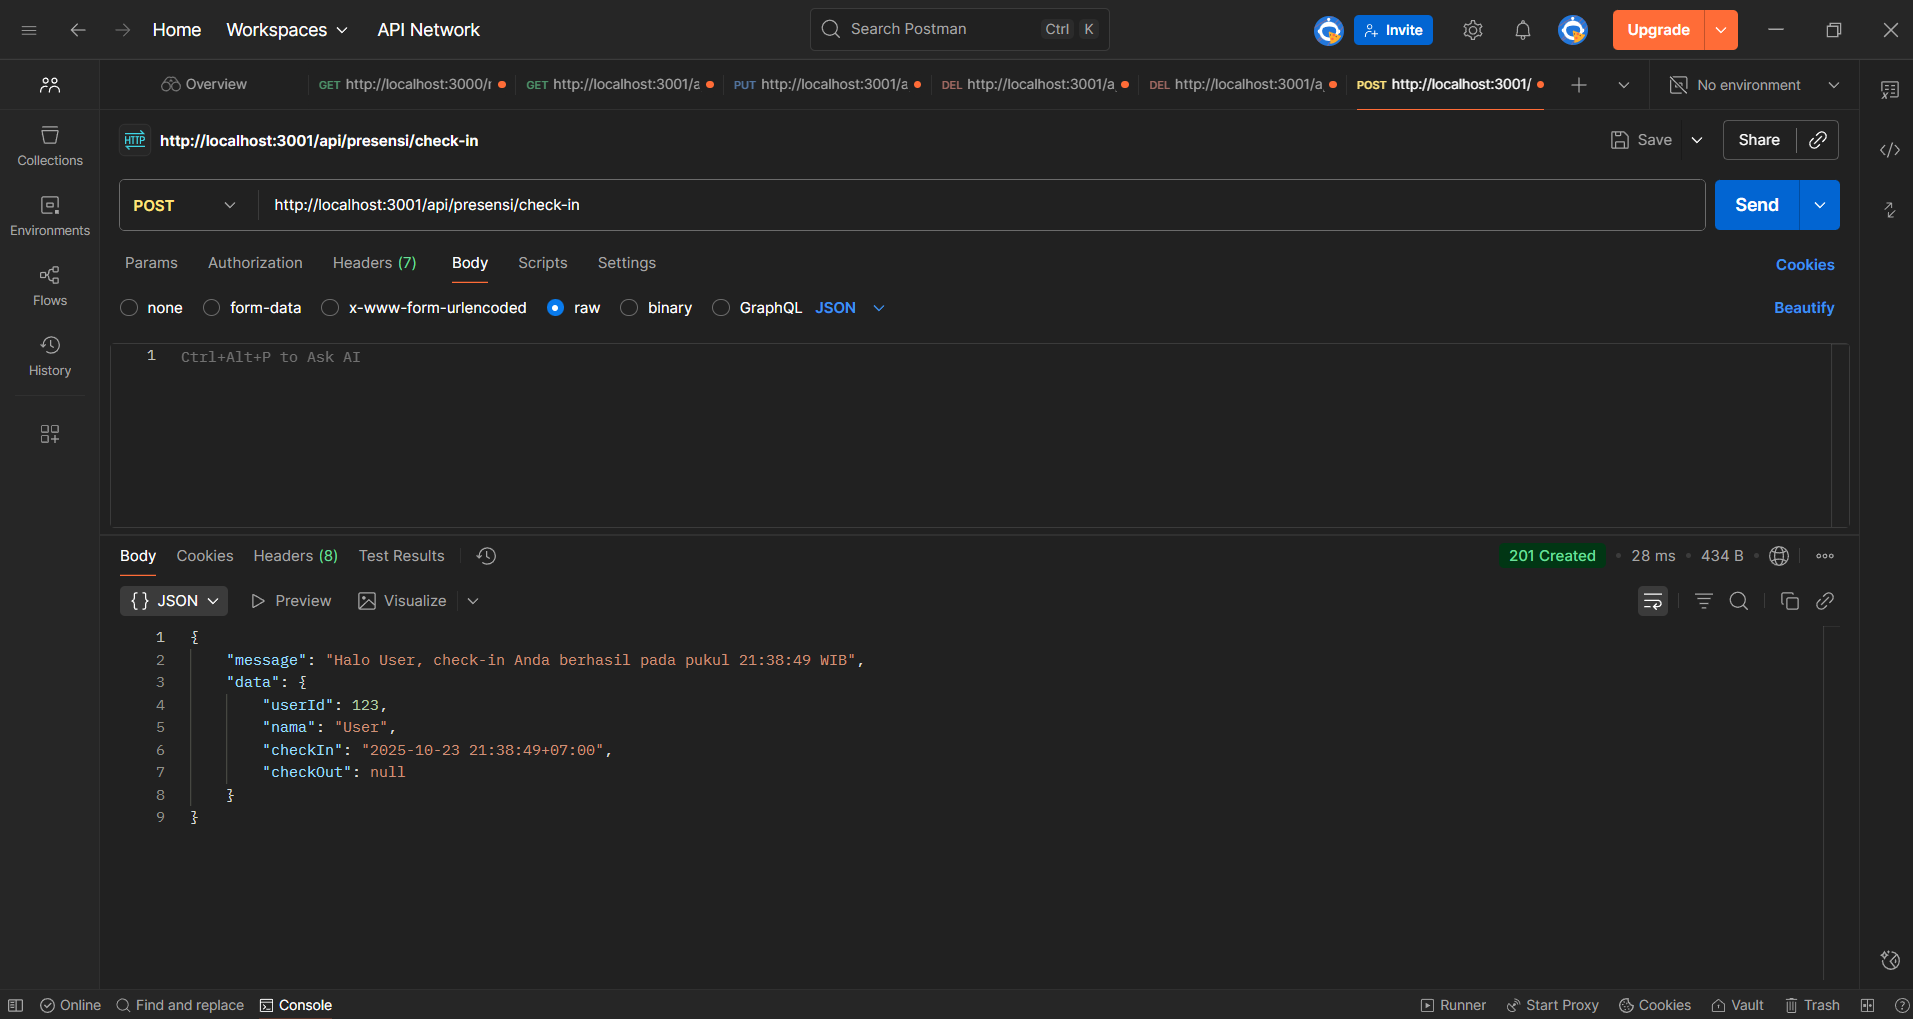 Home Workspaces API Network Search Postman Ctrl K Invite Upgrade
Overview GET http://localhost:3000/ GET http://localhost:3001/a PUT http://localhost:3001/a DEL http://localhost:3001/a DEL http://localhost:3001/a POST http://localhost:3001/ No environment
HTTP http://localhost:3001/api/presensi/check-in Save Share
Collections
Environments
Flows
History
POST http://localhost:3001/api/presensi/check-in Send
Params Authorization Headers (7) Body Scripts Settings Cookies
none form-data x-www-form-urlencoded raw binary GraphQL JSON Beautify
1 Ctrl+Alt+P to Ask AI
Body Cookies Headers (8) Test Results 201 Created • 28 ms • 434 B •
{} JSON Preview Visualize
1 {
2 "message": "Halo User, check-in Anda berhasil pada pukul 21:38:49 WIB",
3 "data": {
4 "userId": 123,
5 "nama": "User",
6 "checkIn": "2025-10-23 21:38:49+07:00",
7 "checkOut": null
8 }
9 }
Online Find and replace Console Runner Start Proxy Cookies Vault Trash